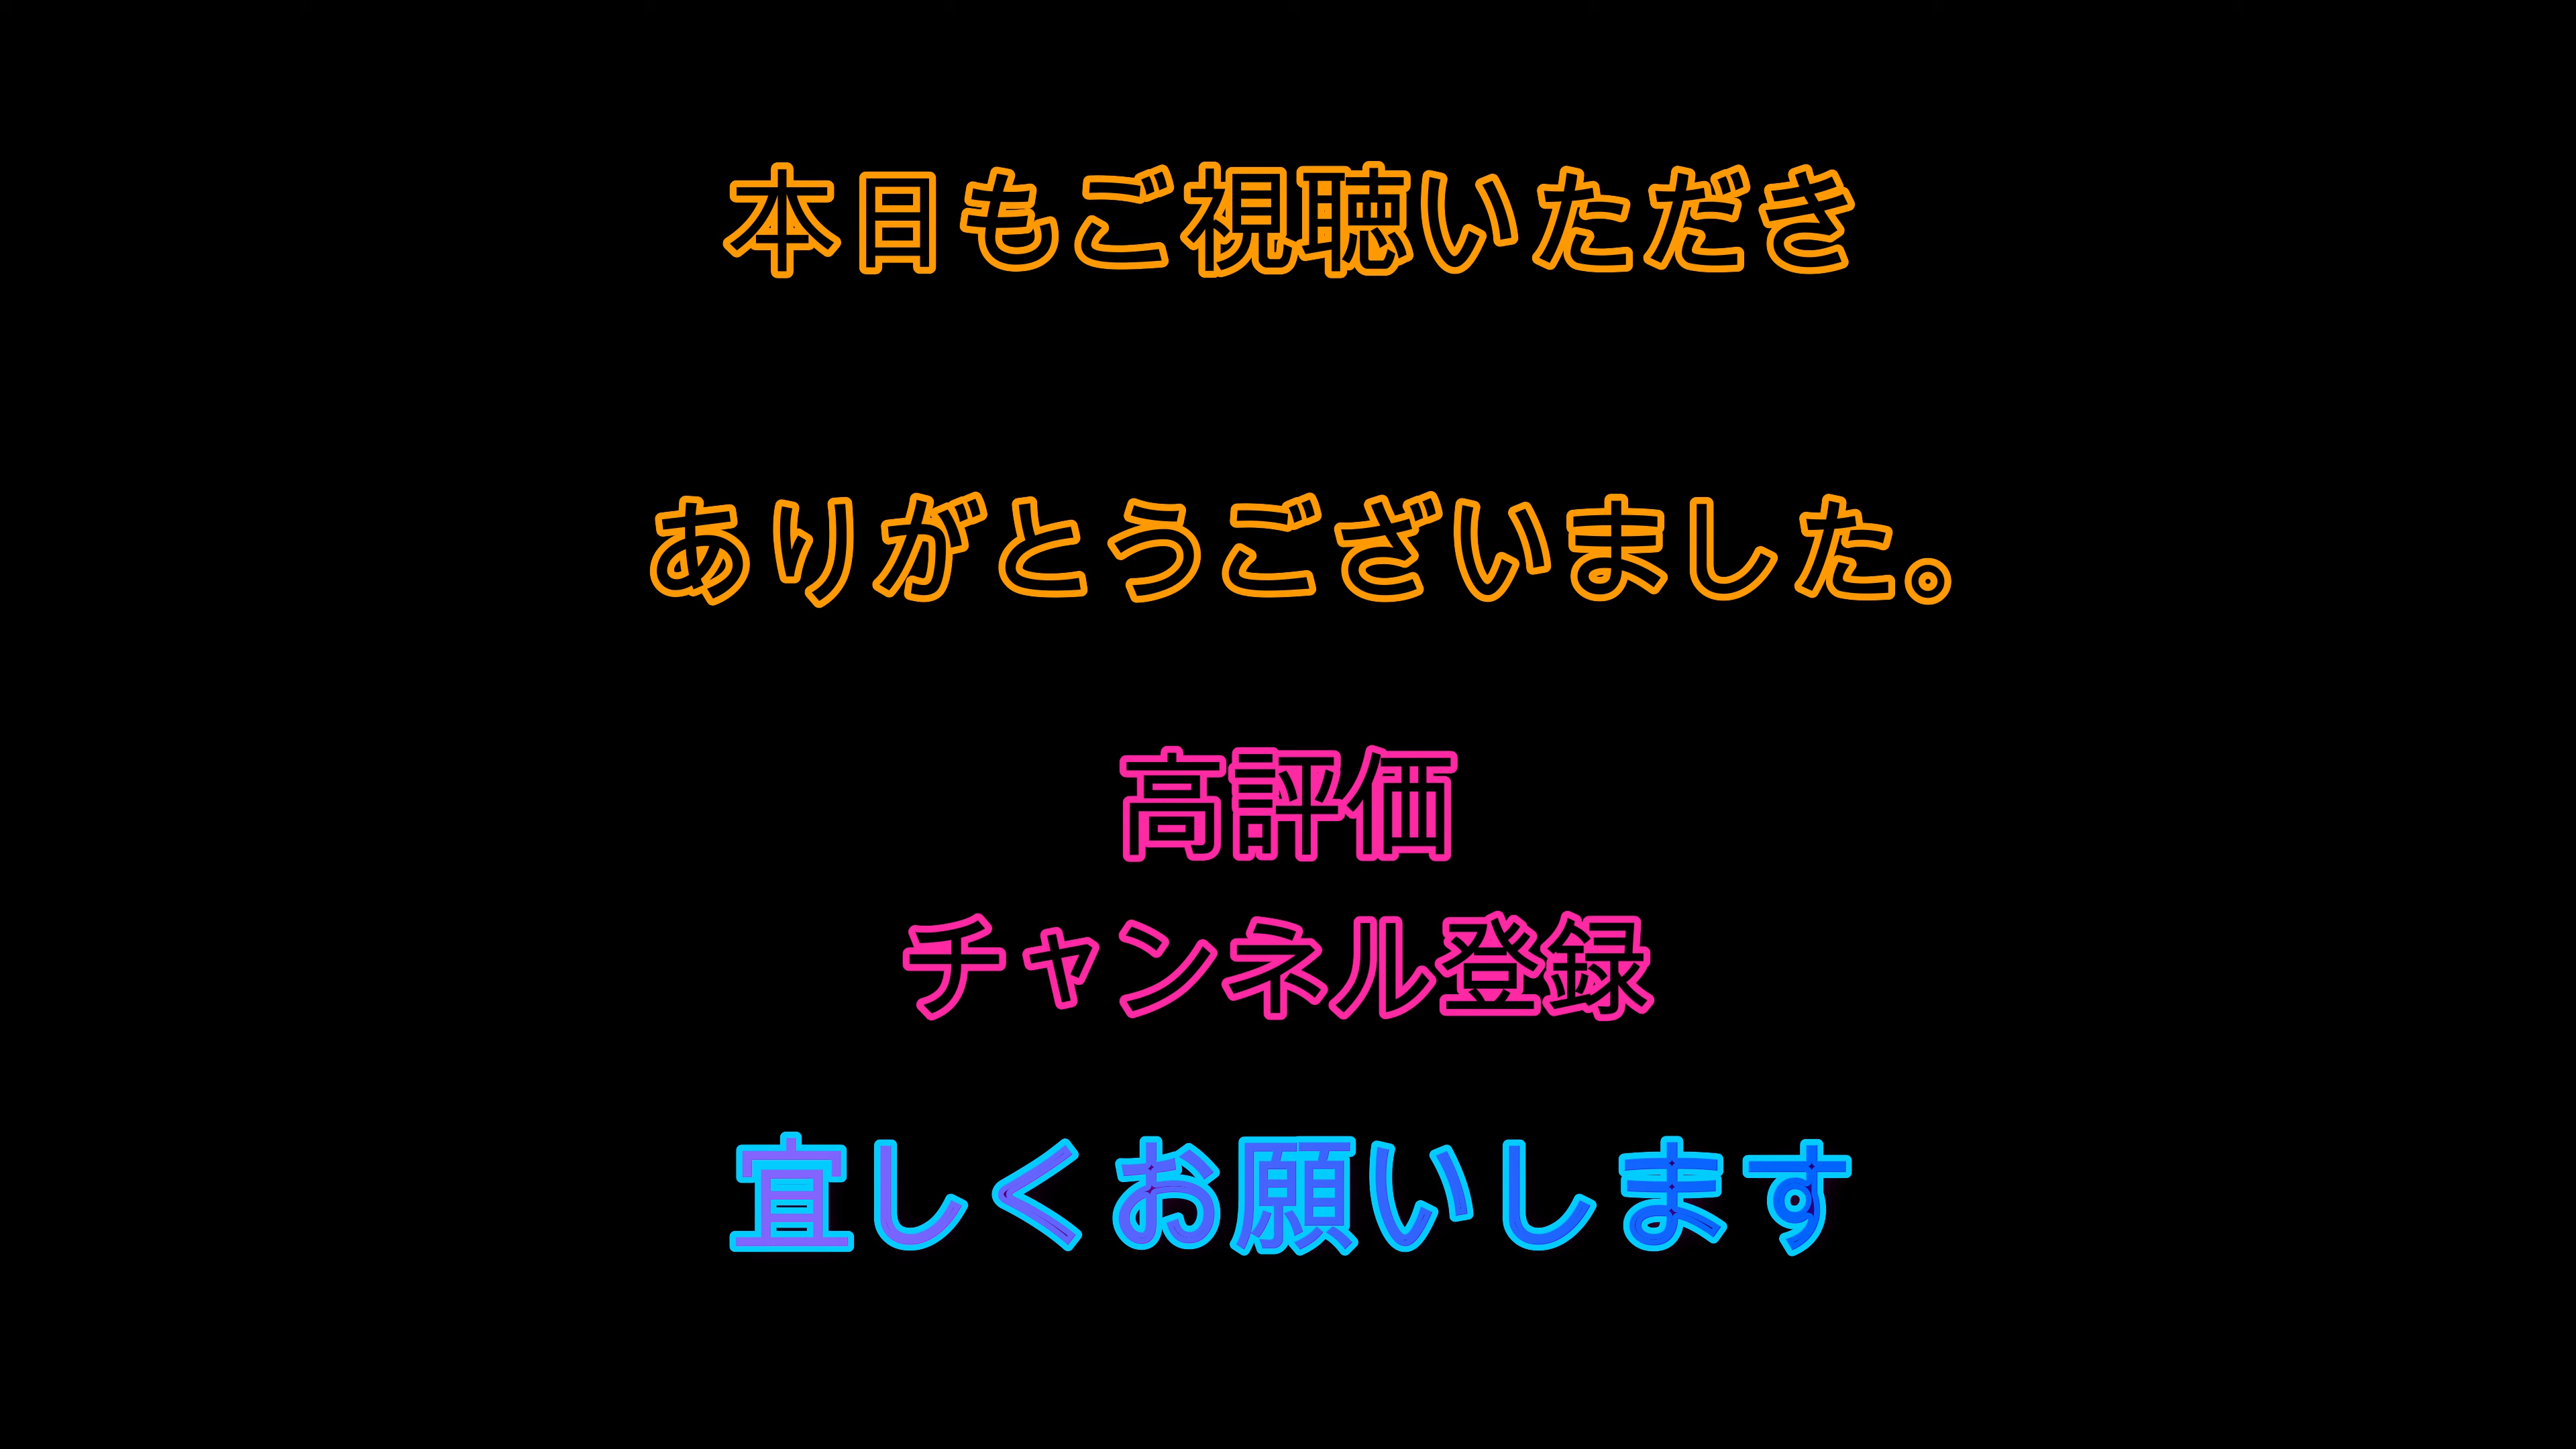 本日もご視聴いただき
ありがとうございました。
高評価
チャンネル登録
宜しくお願いします